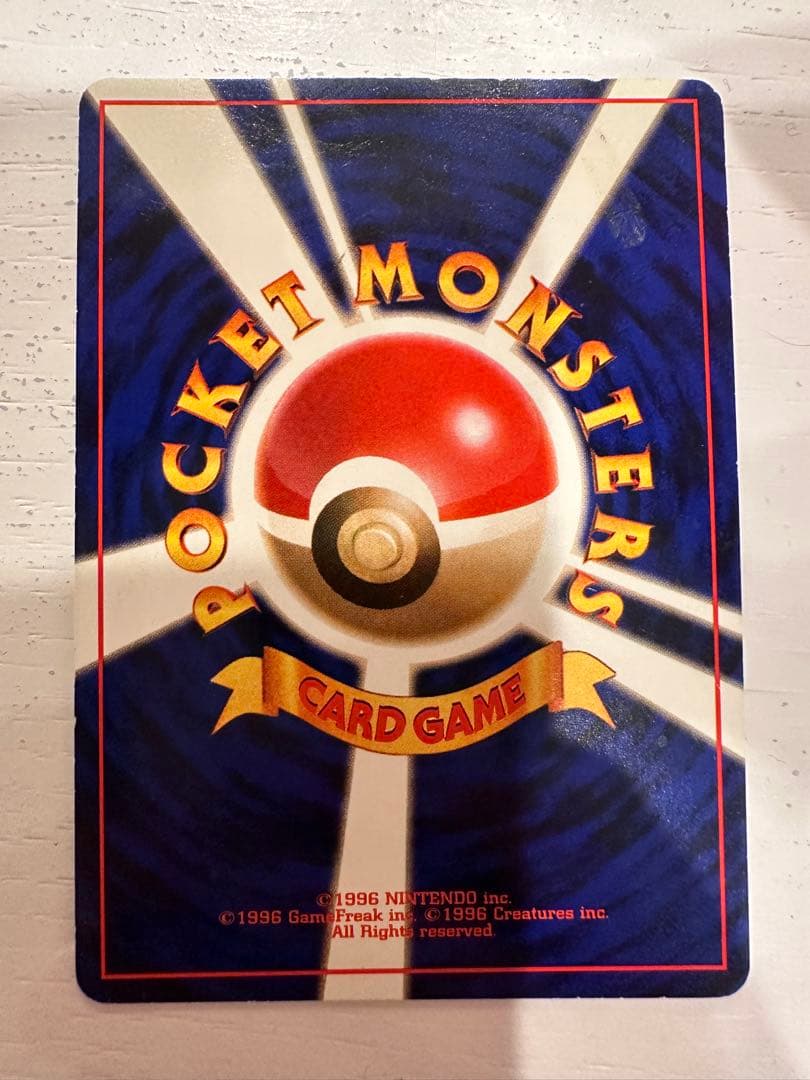 POCKET MONSTERS
CARD GAME
©1996 NINTENDO inc.
©1996 GameFreak inc. ©1996 Creatures inc.
All Rights reserved.